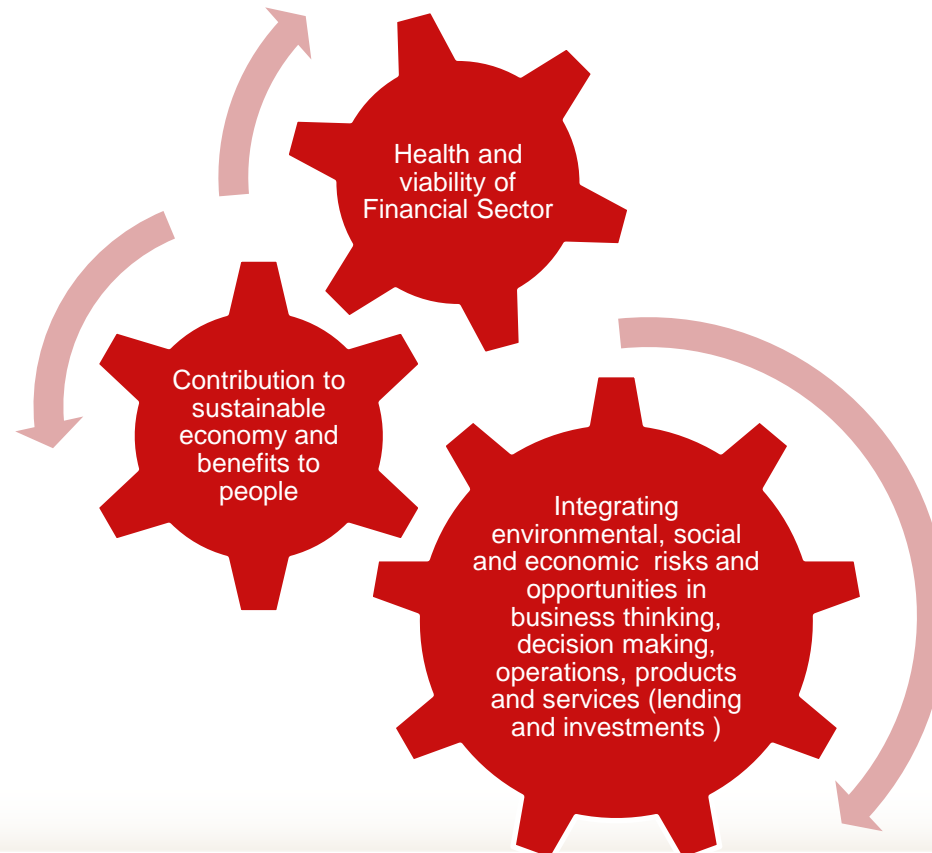 Health and
viability of
Financial Sector
Contribution to
sustainable
economy and
benefits to
people
Integrating
environmental, social
and economic  risks and
opportunities in
business thinking,
decision making,
operations, products
and services (lending
and investments )